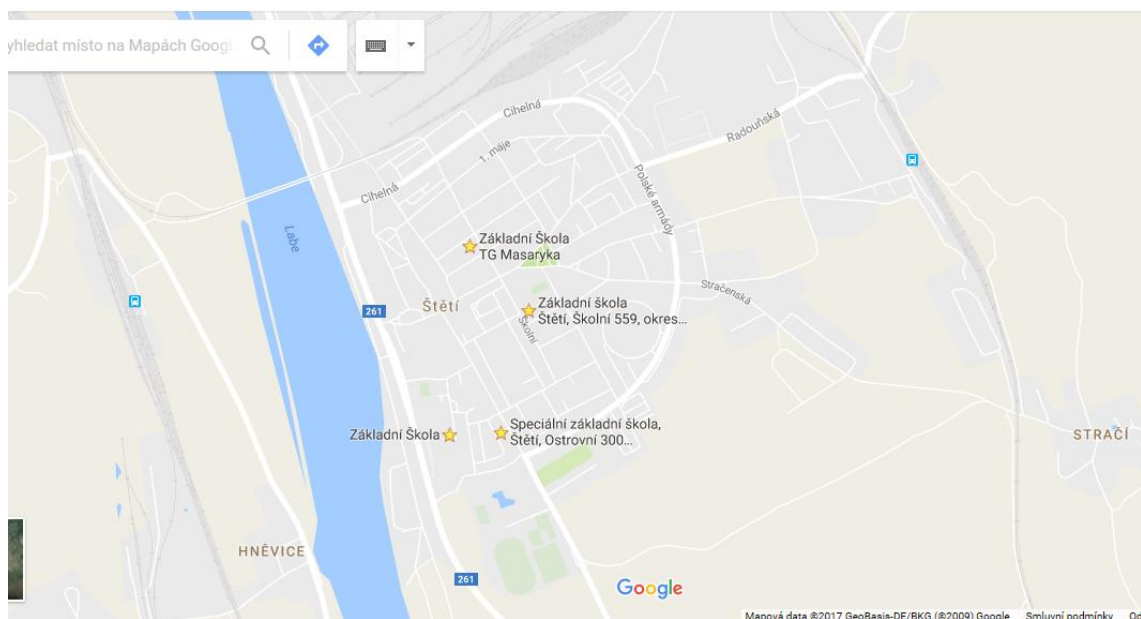 yhledat místo na Mapách Googl
Cihelná
Radouňská
1. máje
Cihelná
Polské armády
Labe
Základní Škola
TG Masaryka
Stračenská
261
Štětí
Základní škola
Štětí, Školní 559, okres...
Školní
Speciální základní škola,
Štětí, Ostrovní 300...
Základní Škola
STRAČÍ
HNĚVICE
261
Google
Mapová data ©2017 GeoBasis-DE/BKG (©2009) Google Smluvní podmínky Od